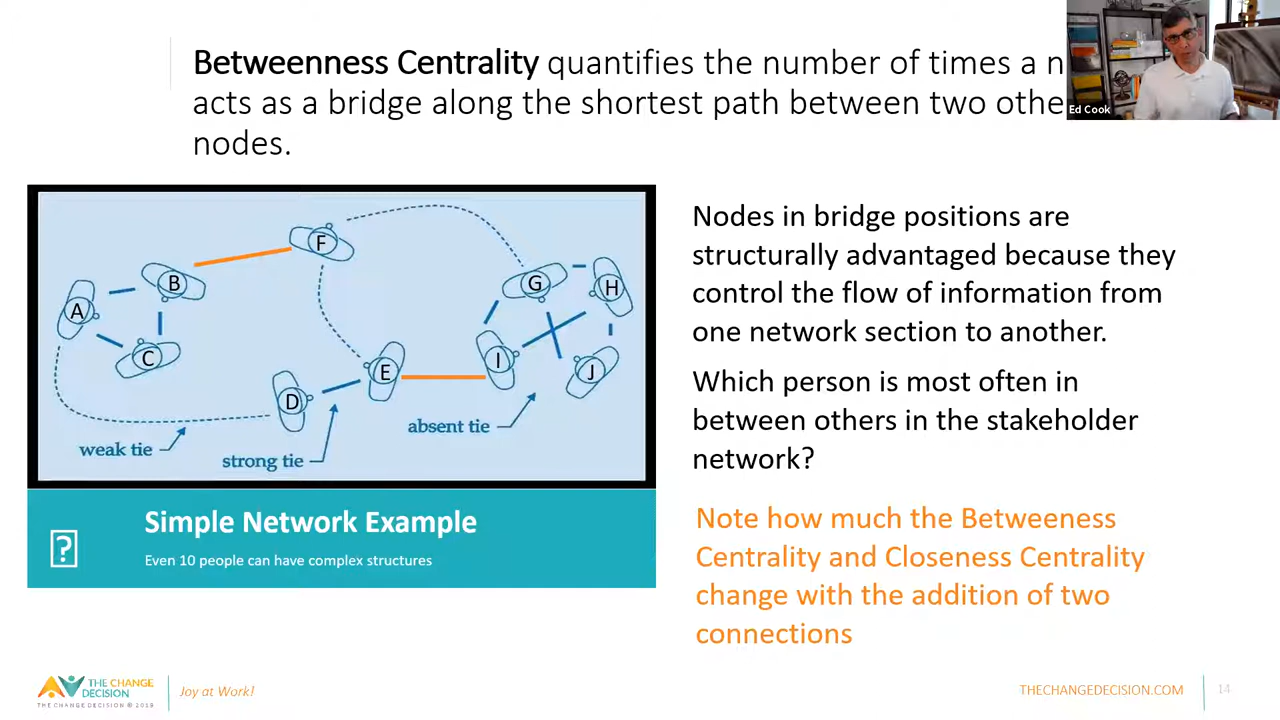 Betweenness Centrality quantifies the number of times a n
acts as a bridge along the shortest path between two othe
nodes.
Ed Cook
F
B
G
H
A
C
I
J
E
D
absent tie
weak tie
strong tie
Simple Network Example
Even 10 people can have complex structures
?
Nodes in bridge positions are
structurally advantaged because they
control the flow of information from
one network section to another.
Which person is most often in
between others in the stakeholder
network?
Note how much the Betweeness
Centrality and Closeness Centrality
change with the addition of two
connections
THE CHANGE
DECISION
THE CHANGE DECISION © 2019
Joy at Work!
THECHANGEDECISION.COM
14